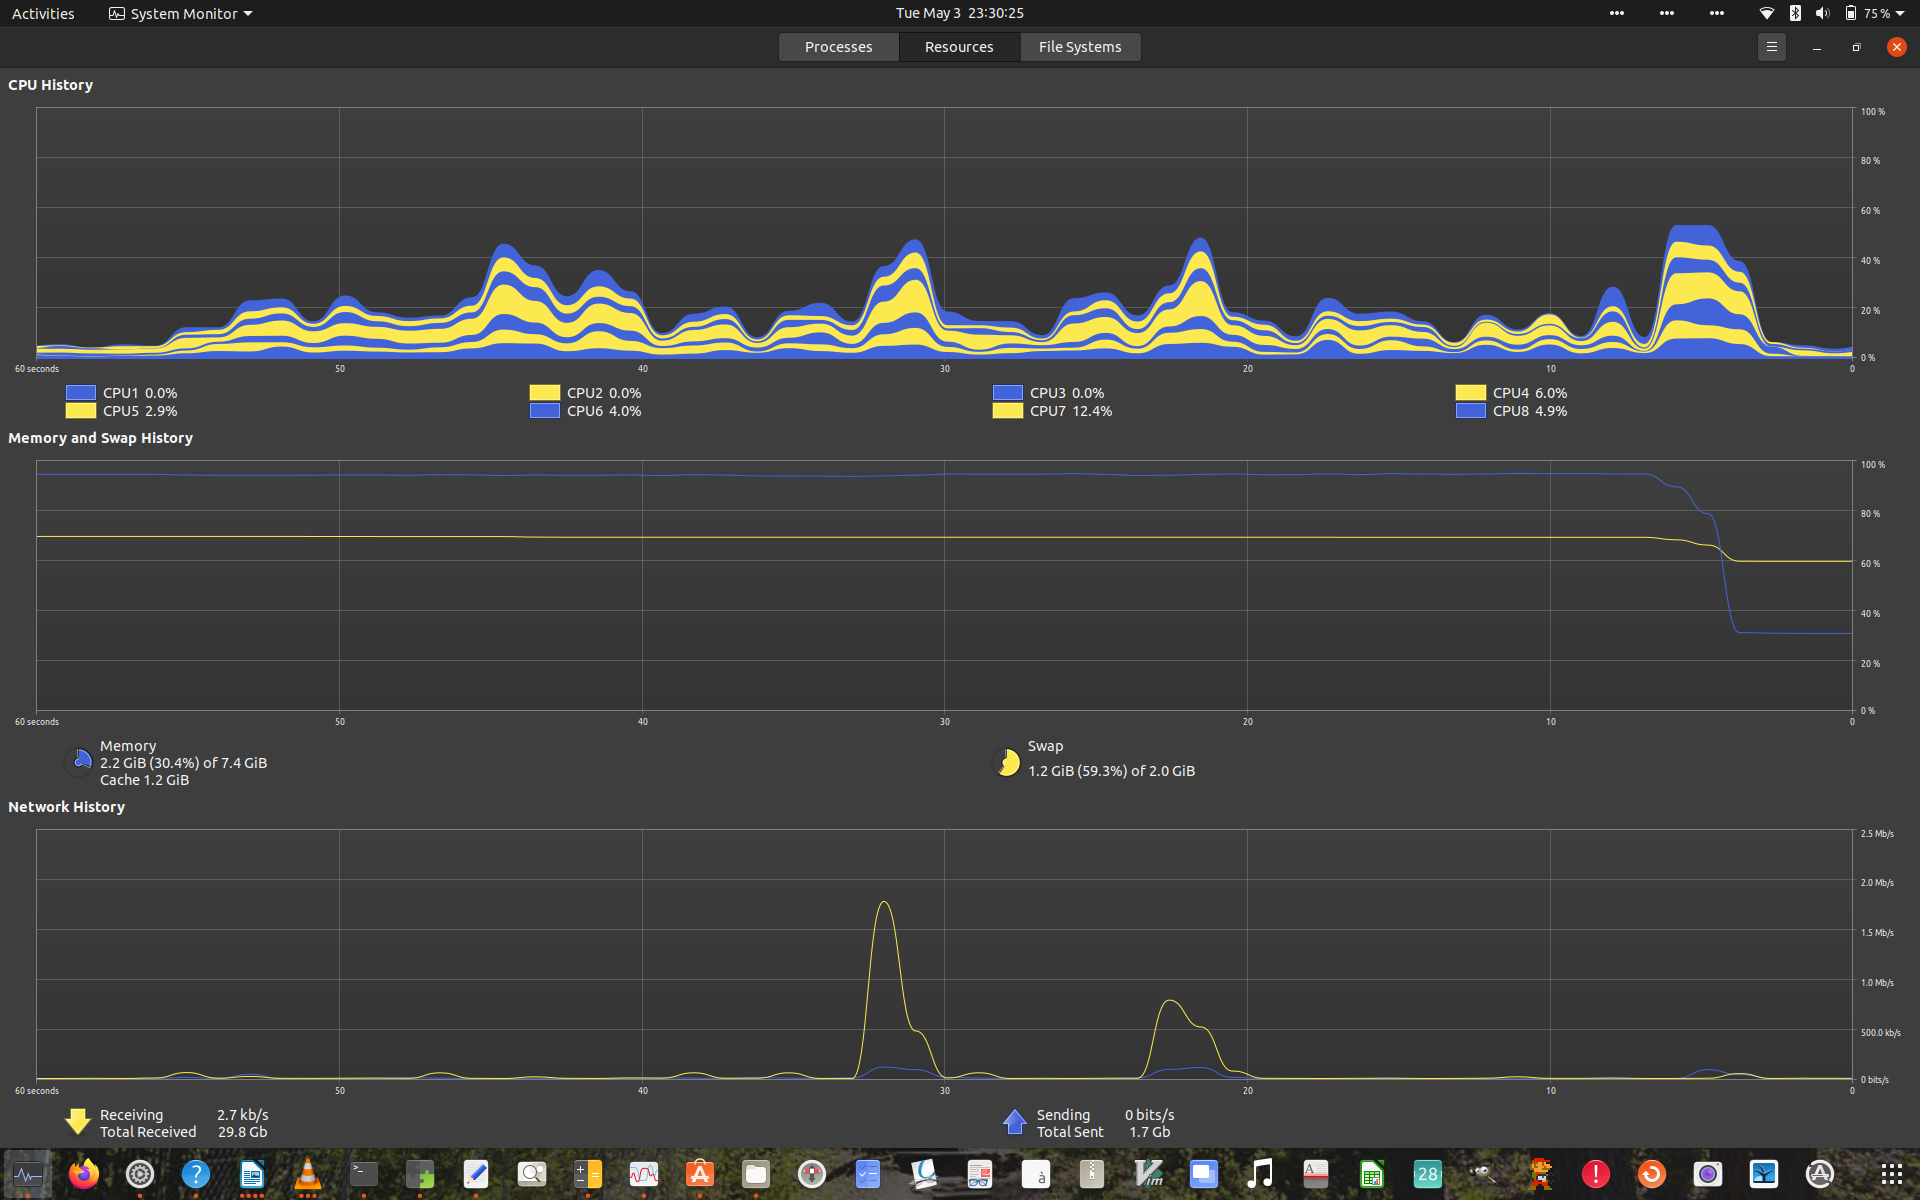 Activities System Monitor Tue May 3 23:30:25 75 %
Processes Resources File Systems
CPU History
100 %
80 %
60 %
40 %
20 %
0 %
60 seconds 50 40 30 20 10 0
CPU1 0.0% CPU2 0.0% CPU3 0.0% CPU4 6.0%
CPU5 2.9% CPU6 4.0% CPU7 12.4% CPU8 4.9%
Memory and Swap History
100 %
80 %
60 %
40 %
20 %
0 %
60 seconds 50 40 30 20 10 0
Memory
2.2 GiB (30.4%) of 7.4 GiB
Cache 1.2 GiB
Swap
1.2 GiB (59.3%) of 2.0 GiB
Network History
2.5 Mb/s
2.0 Mb/s
1.5 Mb/s
1.0 Mb/s
500.0 kb/s
0 bits/s
60 seconds 50 40 30 20 10 0
Receiving 2.7 kb/s
Total Received 29.8 Gb
Sending 0 bits/s
Total Sent 1.7 Gb
? >_ A à Vim A 28 !